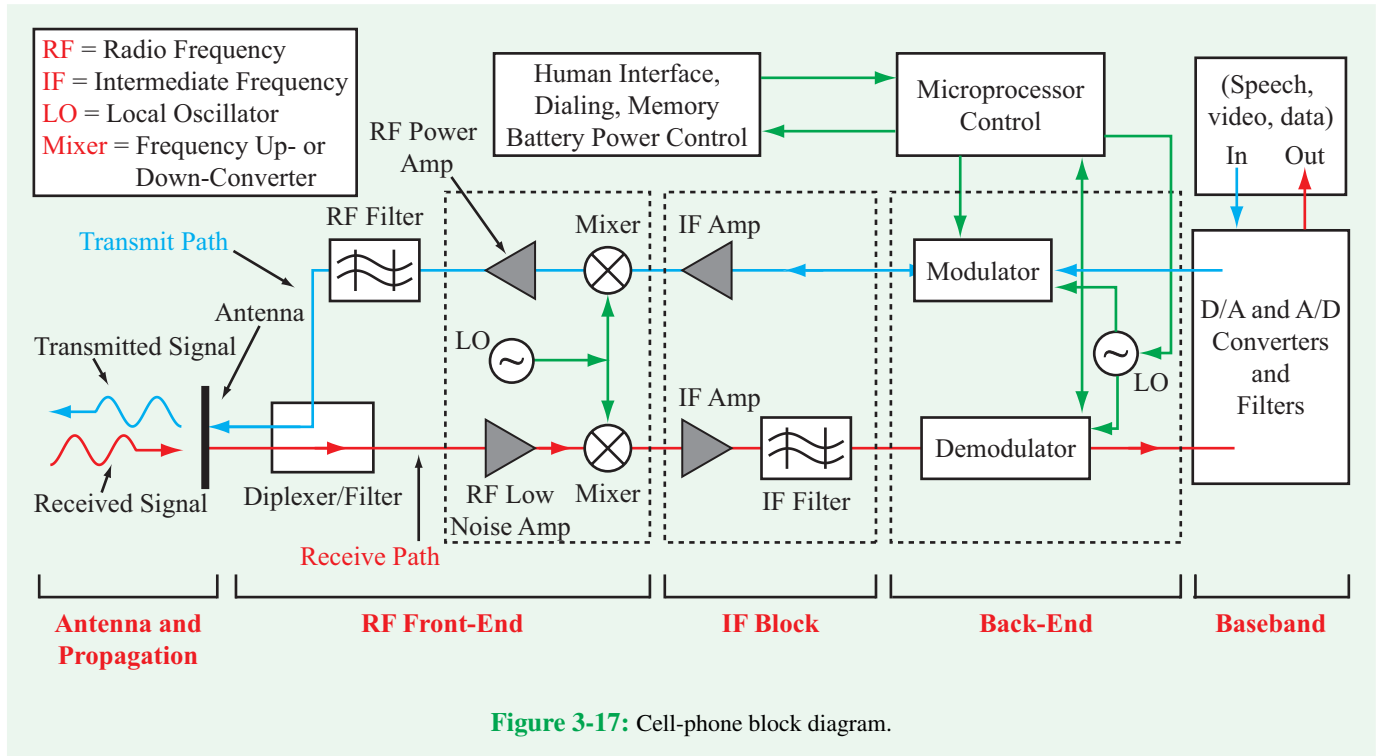 RF = Radio Frequency
IF = Intermediate Frequency
LO = Local Oscillator
Mixer = Frequency Up- or
Down-Converter
Human Interface,
Dialing, Memory
Battery Power Control
Microprocessor
Control
(Speech,
video, data)
In Out
RF Power
Amp
RF Filter
Mixer
IF Amp
Transmit Path
Modulator
D/A and A/D
Converters
and
Filters
Antenna
Transmitted Signal
LO
~
~
LO
IF Amp
Demodulator
Received Signal
Diplexer/Filter
RF Low
Noise Amp
Mixer
IF Filter
Receive Path
Antenna and
Propagation
RF Front-End
IF Block
Back-End
Baseband
Figure 3-17: Cell-phone block diagram.